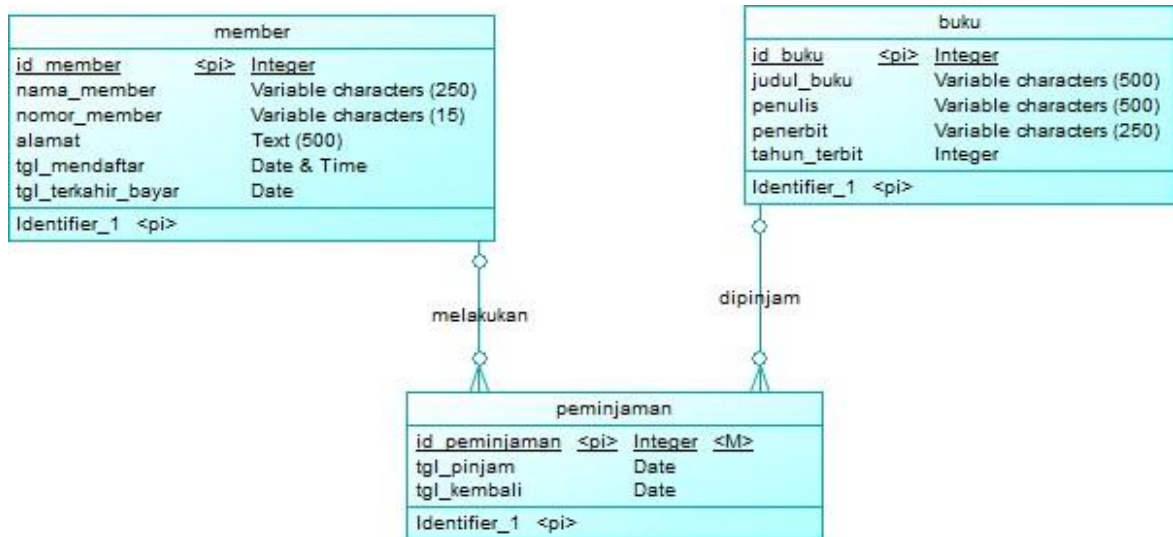 member
id_member <pi> Integer
nama_member Variable characters (250)
nomor_member Variable characters (15)
alamat Text (500)
tgl_mendaftar Date & Time
tgl_terkahir_bayar Date
Identifier_1 <pi>
buku
id_buku <pi> Integer
judul_buku Variable characters (500)
penulis Variable characters (500)
penerbit Variable characters (250)
tahun_terbit Integer
Identifier_1 <pi>
melakukan
dipinjam
peminjaman
id_peminjaman <pi> Integer <M>
tgl_pinjam Date
tgl_kembali Date
Identifier_1 <pi>